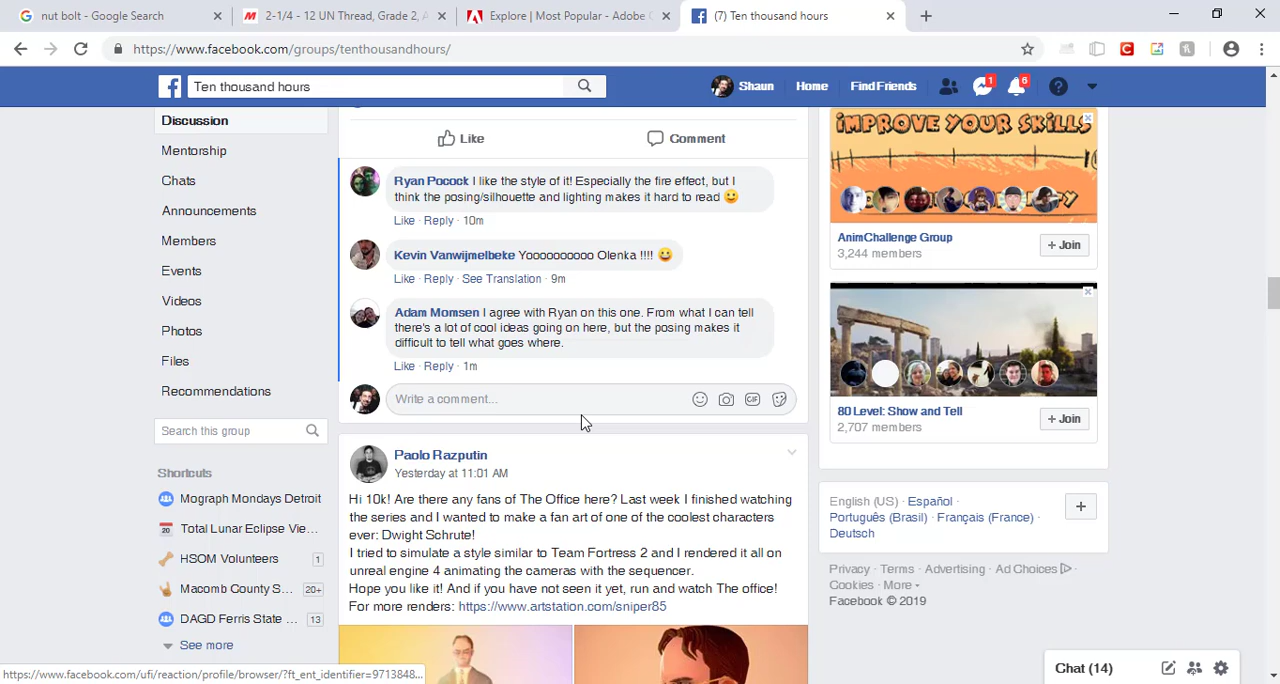 nut bolt - Google Search
2-1/4 - 12 UN Thread, Grade 2, A
Explore | Most Popular - Adobe C
(7) Ten thousand hours
https://www.facebook.com/groups/tenthousandhours/
Ten thousand hours
Shaun
Home
Find Friends
1
6
Discussion
Mentorship
Chats
Announcements
Members
Events
Videos
Photos
Files
Recommendations
Search this group
Shortcuts
Mograph Mondays Detroit
Total Lunar Eclipse Vie...
HSOM Volunteers 1
Macomb County S... 20+
DAGD Ferris State ... 13
See more
Like
Comment
Ryan Pocock I like the style of it! Especially the fire effect, but I
think the posing/silhouette and lighting makes it hard to read
Like · Reply · 10m
Kevin Vanwijmelbeke Yoooooooooo Olenka !!!!
Like · Reply · See Translation · 9m
Adam Momsen I agree with Ryan on this one. From what I can tell
there's a lot of cool ideas going on here, but the posing makes it
difficult to tell what goes where.
Like · Reply · 1m
Write a comment...
GIF
Paolo Razputin
Yesterday at 11:01 AM
Hi 10k! Are there any fans of The Office here? Last week I finished watching
the series and I wanted to make a fan art of one of the coolest characters
ever: Dwight Schrute!
I tried to simulate a style similar to Team Fortress 2 and I rendered it all on
unreal engine 4 animating the cameras with the sequencer.
Hope you like it! And if you have not seen it yet, run and watch The office!
For more renders: https://www.artstation.com/sniper85
IMPROVE YOUR SKILLS
AnimChallenge Group
3,244 members
+ Join
80 Level: Show and Tell
2,707 members
+ Join
English (US) · Español ·
Português (Brasil) · Français (France) ·
Deutsch
Privacy · Terms · Advertising · Ad Choices ·
Cookies · More
Facebook © 2019
Chat (14)
https://www.facebook.com/ufi/reaction/profile/browser/?ft_ent_identifier=9713848...